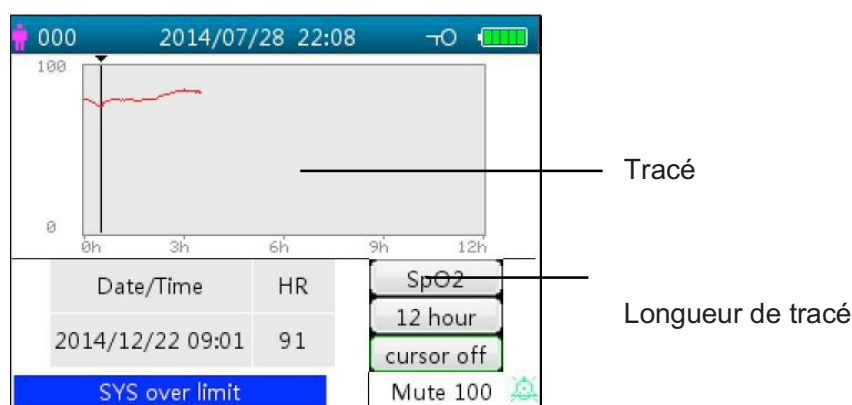 000 2014/07/28 22:08
100
0
0h 3h 6h 9h 12h
Tracé
Date/Time HR
2014/12/22 09:01 91
SpO2
12 hour
cursor off
Longueur de tracé
SYS over limit
Mute 100